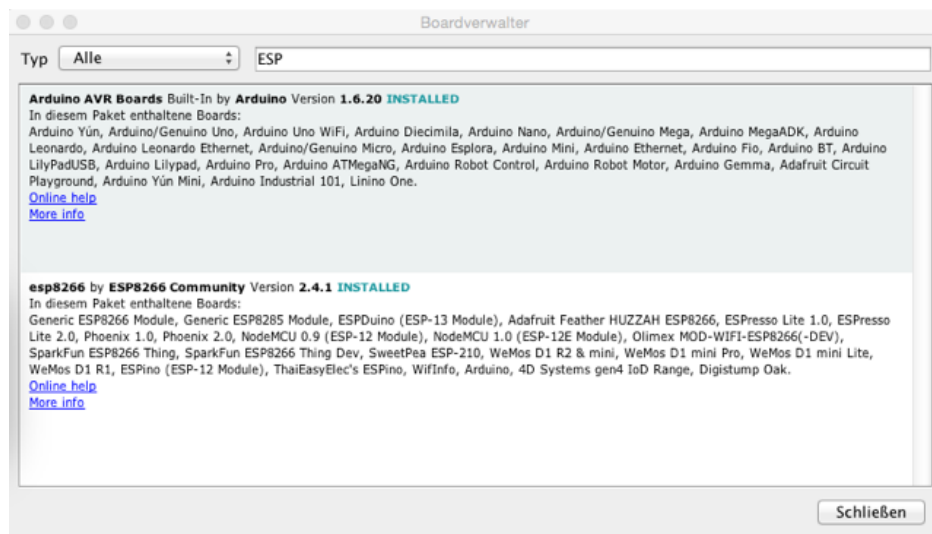 Boardverwalter
Typ Alle ESP
Arduino AVR Boards Built-In by Arduino Version 1.6.20 INSTALLED
In diesem Paket enthaltene Boards:
Arduino Yún, Arduino/Genuino Uno, Arduino Uno WiFi, Arduino Diecimila, Arduino Nano, Arduino/Genuino Mega, Arduino MegaADK, Arduino
Leonardo, Arduino Leonardo Ethernet, Arduino/Genuino Micro, Arduino Esplora, Arduino Mini, Arduino Ethernet, Arduino Fio, Arduino BT, Arduino
LilyPadUSB, Arduino Lilypad, Arduino Pro, Arduino ATMegaNG, Arduino Robot Control, Arduino Robot Motor, Arduino Gemma, Adafruit Circuit
Playground, Arduino Yún Mini, Arduino Industrial 101, Linino One.
Online help
More info
esp8266 by ESP8266 Community Version 2.4.1 INSTALLED
In diesem Paket enthaltene Boards:
Generic ESP8266 Module, Generic ESP8285 Module, ESPDuino (ESP-13 Module), Adafruit Feather HUZZAH ESP8266, ESPresso Lite 1.0, ESPresso
Lite 2.0, Phoenix 1.0, Phoenix 2.0, NodeMCU 0.9 (ESP-12 Module), NodeMCU 1.0 (ESP-12E Module), Olimex MOD-WIFI-ESP8266(-DEV),
SparkFun ESP8266 Thing, SparkFun ESP8266 Thing Dev, SweetPea ESP-210, WeMos D1 R2 & mini, WeMos D1 mini Pro, WeMos D1 mini Lite,
WeMos D1 R1, ESPino (ESP-12 Module), ThaiEasyElec's ESPino, WifInfo, Arduino, 4D Systems gen4 IoD Range, Digistump Oak.
Online help
More info
Schließen